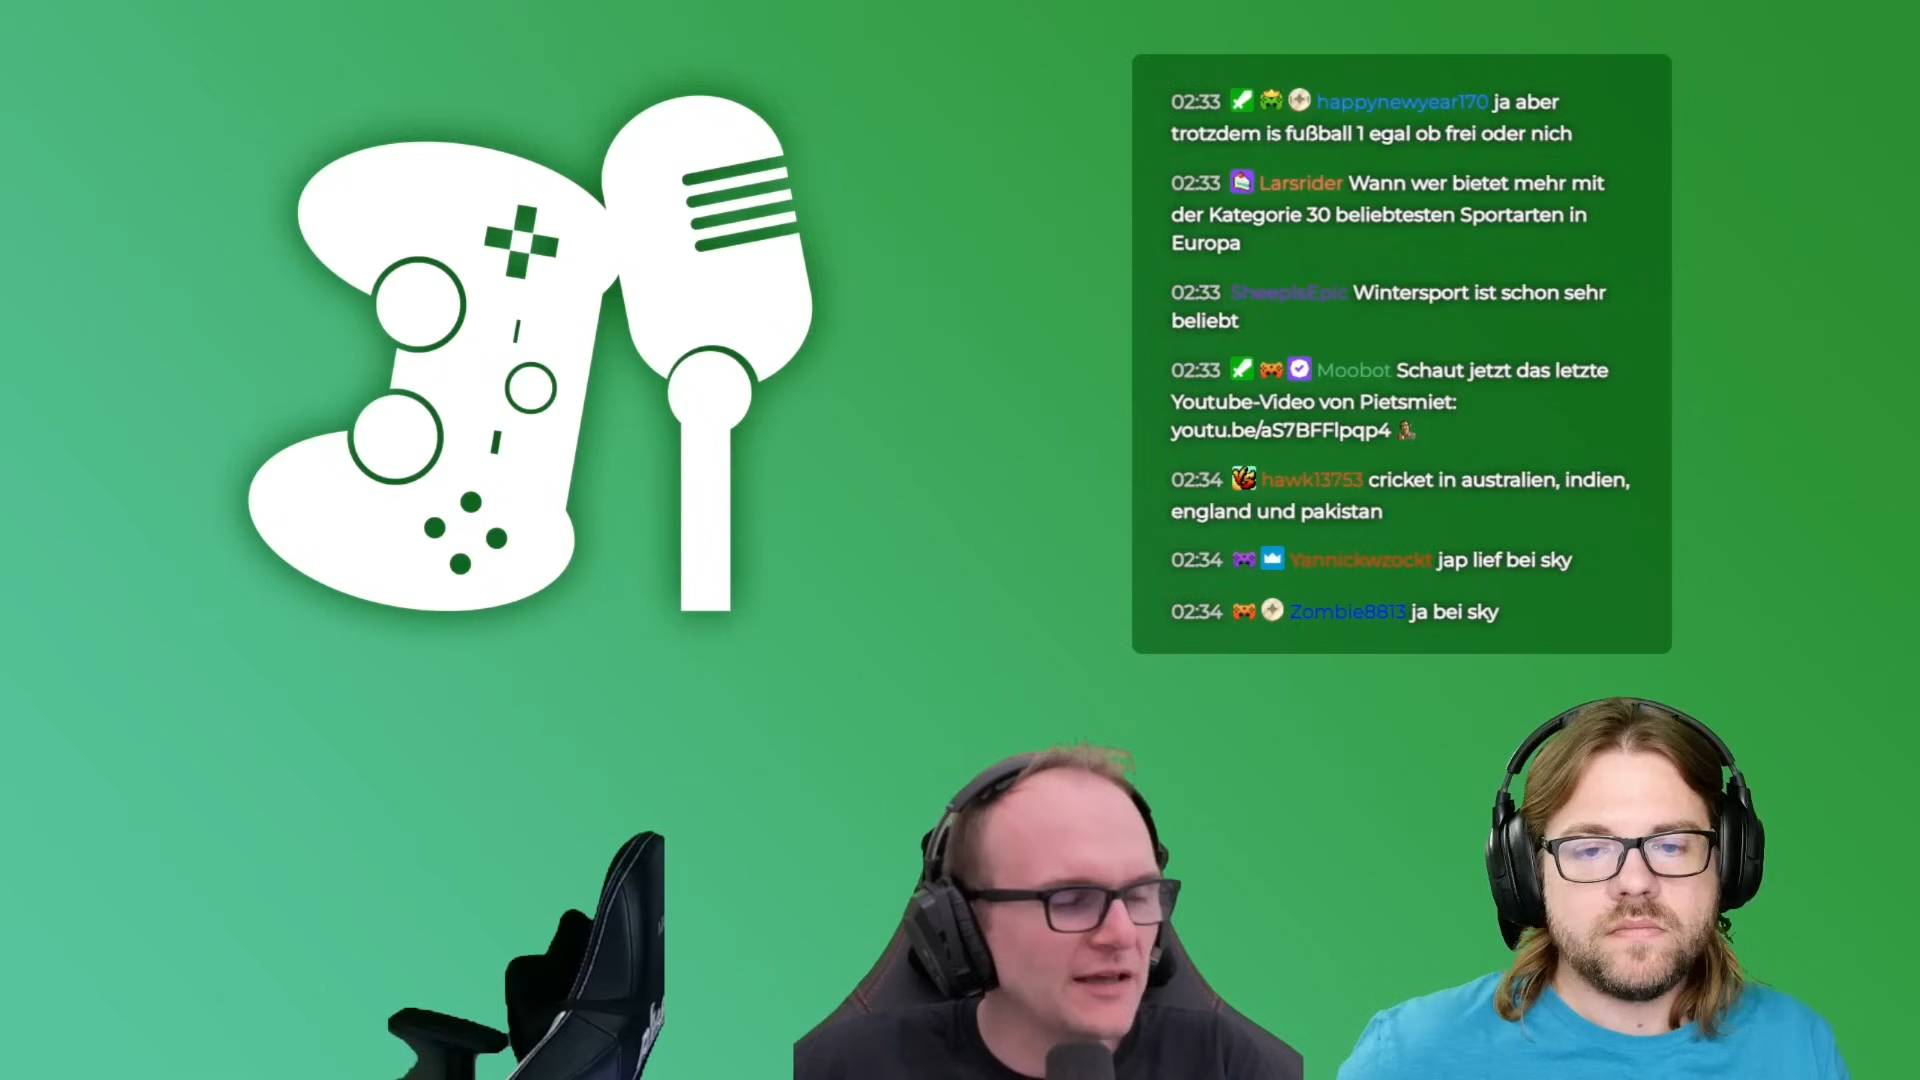 02:33 happynewyear170 ja aber
trotzdem is fußball 1 egal ob frei oder nich
02:33 Larsrider Wann wer bietet mehr mit
der Kategorie 30 beliebtesten Sportarten in
Europa
02:33 SheepIsEpic Wintersport ist schon sehr
beliebt
02:33 Moobot Schaut jetzt das letzte
Youtube-Video von Pietsmiet:
youtu.be/aS7BFFlpqp4
02:34 hawk13753 cricket in australien, indien,
england und pakistan
02:34 Yannickwzockt jap lief bei sky
02:34 Zombie8813 ja bei sky